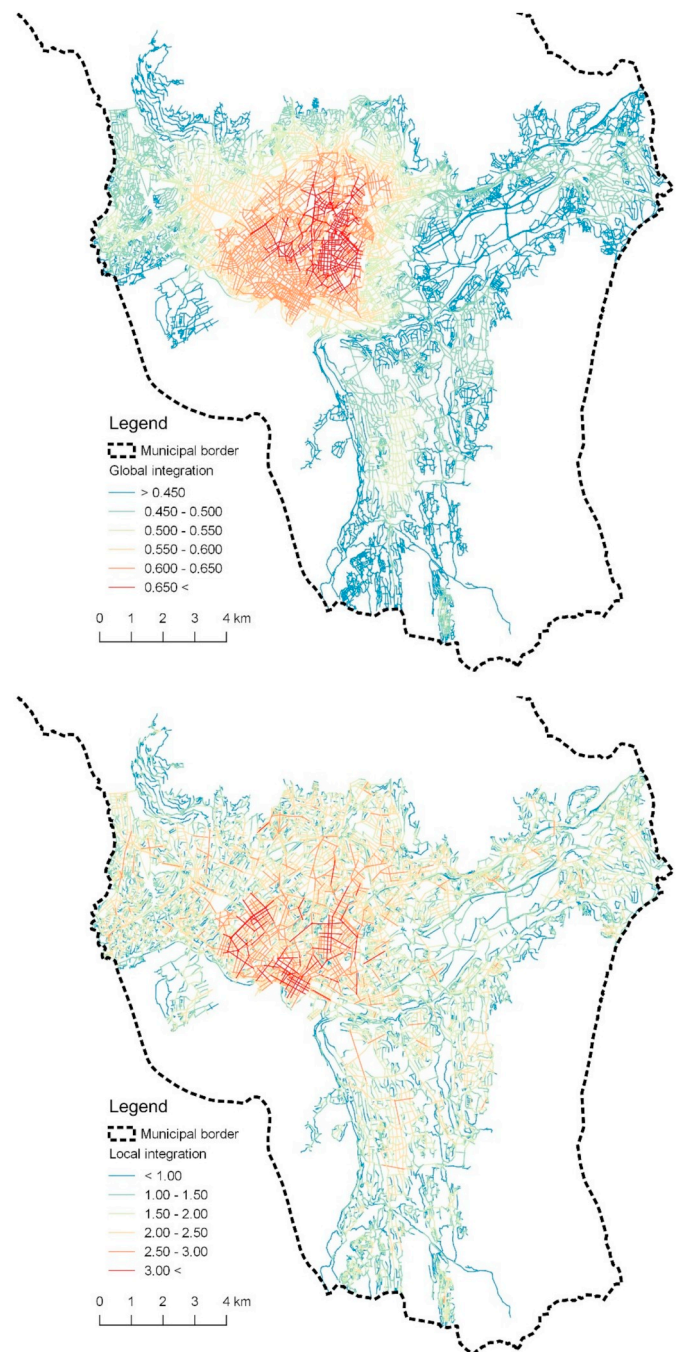 Legend
Municipal border
Global integration
> 0.450
0.450 - 0.500
0.500 - 0.550
0.550 - 0.600
0.600 - 0.650
0.650 <
0 1 2 3 4 km
Legend
Municipal border
Local integration
< 1.00
1.00 - 1.50
1.50 - 2.00
2.00 - 2.50
2.50 - 3.00
3.00 <
0 1 2 3 4 km